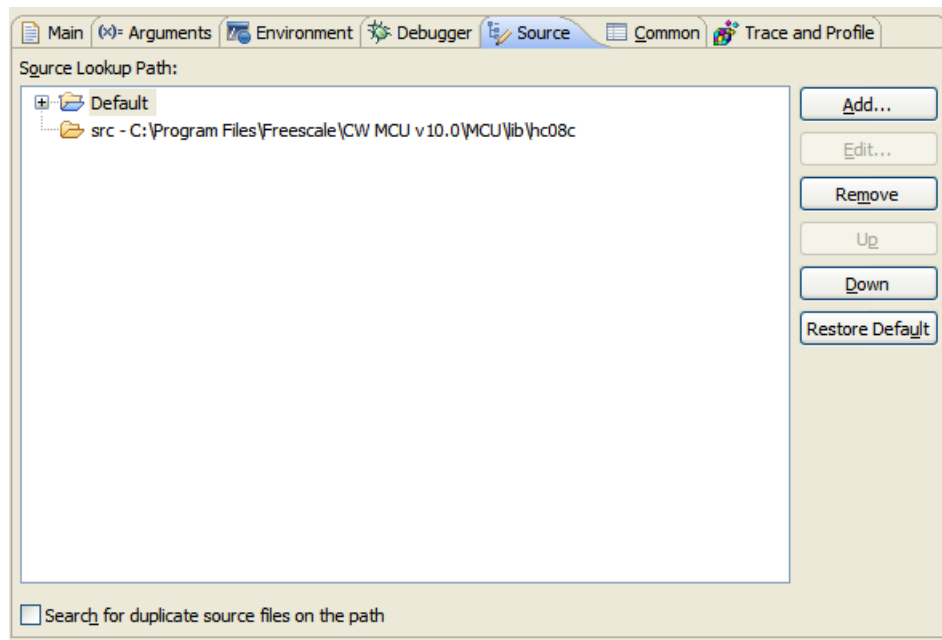 Main (x)= Arguments Environment Debugger Source Common Trace and Profile
Source Lookup Path:
Default
src - C:\Program Files\Freescale\CW MCU v10.0\MCU\lib\hc08c
Add...
Edit...
Remove
Up
Down
Restore Default
Search for duplicate source files on the path